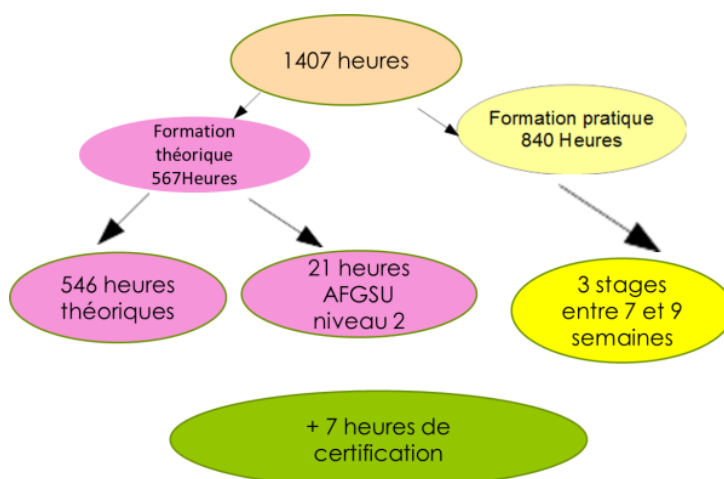 1407 heures
Formation
théorique
567Heures
Formation pratique
840 Heures
546 heures
théoriques
21 heures
AFGSU
niveau 2
3 stages
entre 7 et 9
semaines
+ 7 heures de
certification